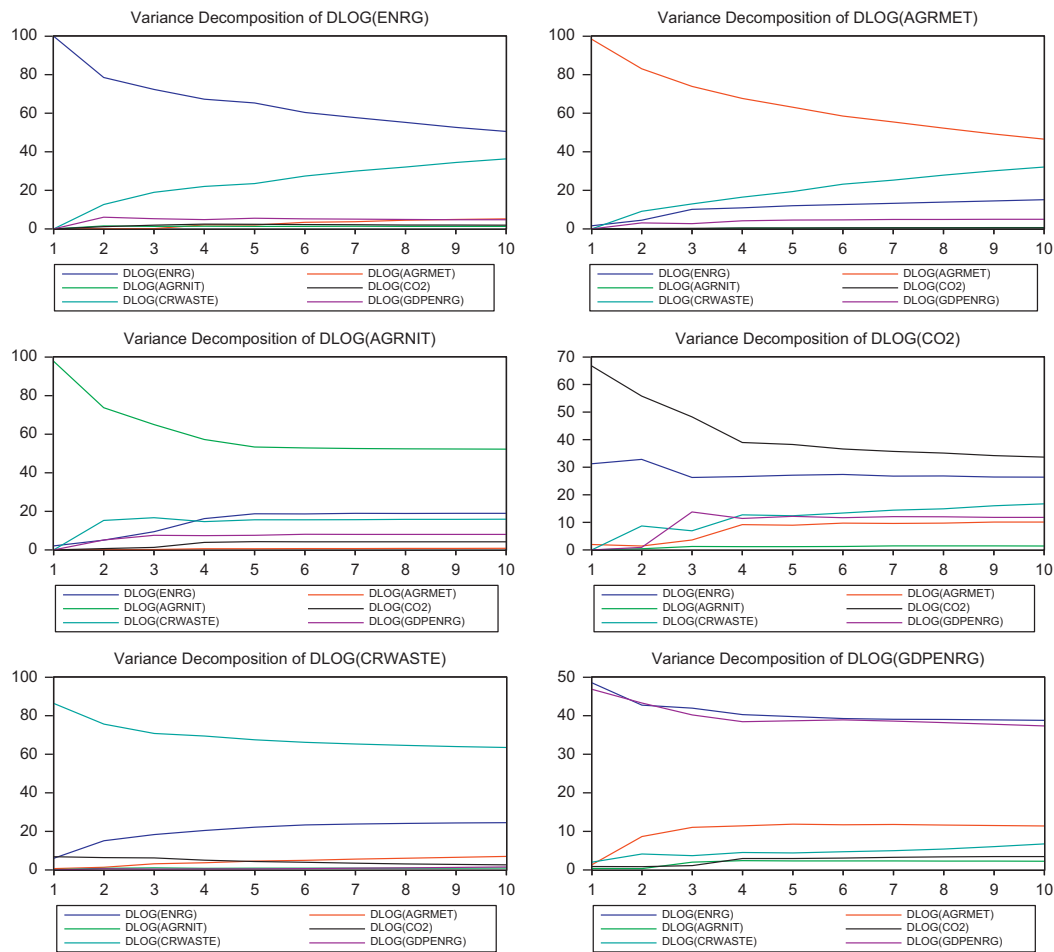 Variance Decomposition of DLOG(ENRG)
100
80
60
40
20
0
1 2 3 4 5 6 7 8 9 10
DLOG(ENRG) DLOG(AGRMET)
DLOG(AGRNIT) DLOG(CO2)
DLOG(CRWASTE) DLOG(GDPENRG)
Variance Decomposition of DLOG(AGRMET)
100
80
60
40
20
0
1 2 3 4 5 6 7 8 9 10
DLOG(ENRG) DLOG(AGRMET)
DLOG(AGRNIT) DLOG(CO2)
DLOG(CRWASTE) DLOG(GDPENRG)
Variance Decomposition of DLOG(AGRNIT)
100
80
60
40
20
0
1 2 3 4 5 6 7 8 9 10
DLOG(ENRG) DLOG(AGRMET)
DLOG(AGRNIT) DLOG(CO2)
DLOG(CRWASTE) DLOG(GDPENRG)
Variance Decomposition of DLOG(CO2)
70
60
50
40
30
20
10
0
1 2 3 4 5 6 7 8 9 10
DLOG(ENRG) DLOG(AGRMET)
DLOG(AGRNIT) DLOG(CO2)
DLOG(CRWASTE) DLOG(GDPENRG)
Variance Decomposition of DLOG(CRWASTE)
100
80
60
40
20
0
1 2 3 4 5 6 7 8 9 10
DLOG(ENRG) DLOG(AGRMET)
DLOG(AGRNIT) DLOG(CO2)
DLOG(CRWASTE) DLOG(GDPENRG)
Variance Decomposition of DLOG(GDPENRG)
50
40
30
20
10
0
1 2 3 4 5 6 7 8 9 10
DLOG(ENRG) DLOG(AGRMET)
DLOG(AGRNIT) DLOG(CO2)
DLOG(CRWASTE) DLOG(GDPENRG)